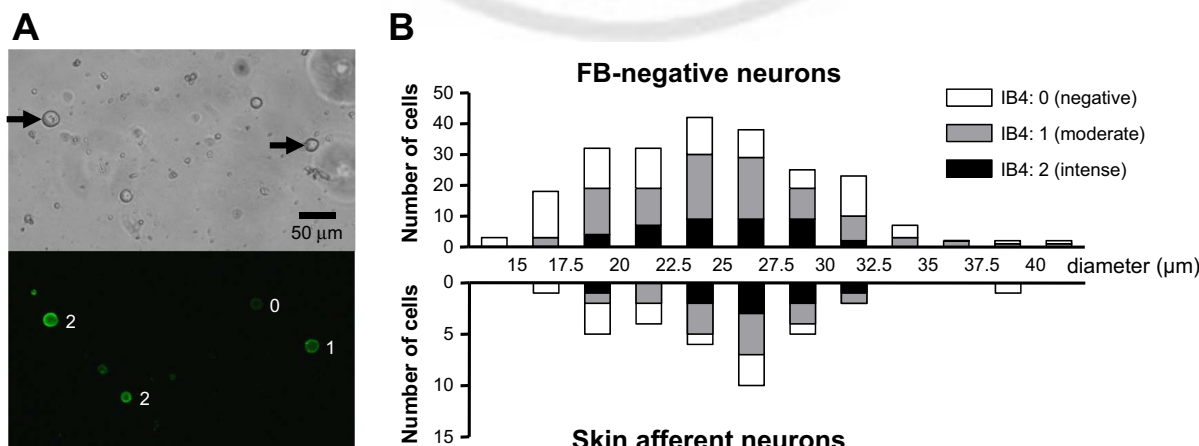 A
B
FB-negative neurons
Number of cells
50
40
30
20
10
0
IB4: 0 (negative)
IB4: 1 (moderate)
IB4: 2 (intense)
50 μm
15 17.5 20 22.5 25 27.5 30 32.5 35 37.5 40 diameter (μm)
0
2
1
2
Number of cells
0
5
10
15
Skin afferent neurons